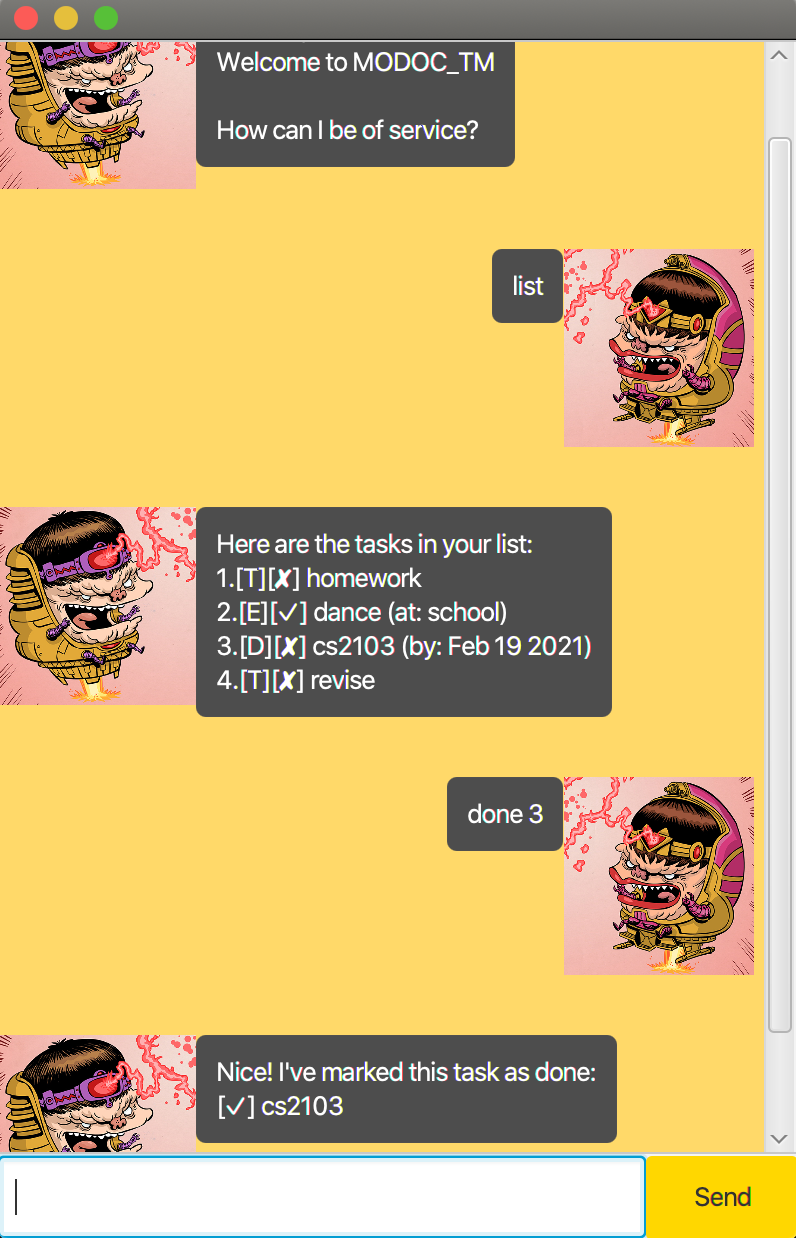 Welcome to MODOC_TM
How can I be of service?
list
Here are the tasks in your list:
1.[T][✘] homework
2.[E][✓] dance (at: school)
3.[D][✘] cs2103 (by: Feb 19 2021)
4.[T][✘] revise
done 3
Nice! I've marked this task as done:
[✓] cs2103
Send